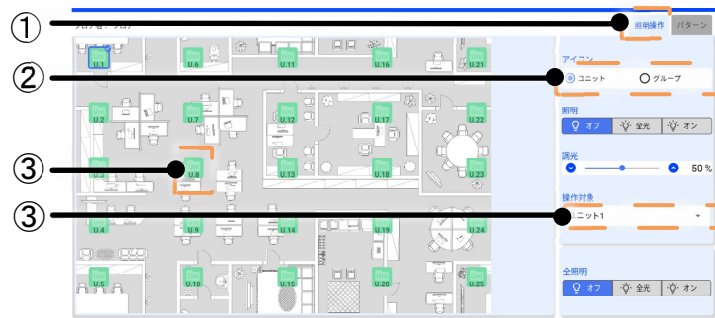 ①
照明操作 パターン
U.1 U.6 U.11 U.16 U.21
アイコン
②
ユニット グループ
照明
U.2 U.7 U.12 U.17 U.22
オフ 全光 オン
調光
③
U.3 U.8 U.13 U.18 U.23
50 %
操作対象
③
ニット1
U.4 U.9 U.14 U.19 U.24
全照明
U.5 U.10 U.15 U.20 U.25
オフ 全光 オン